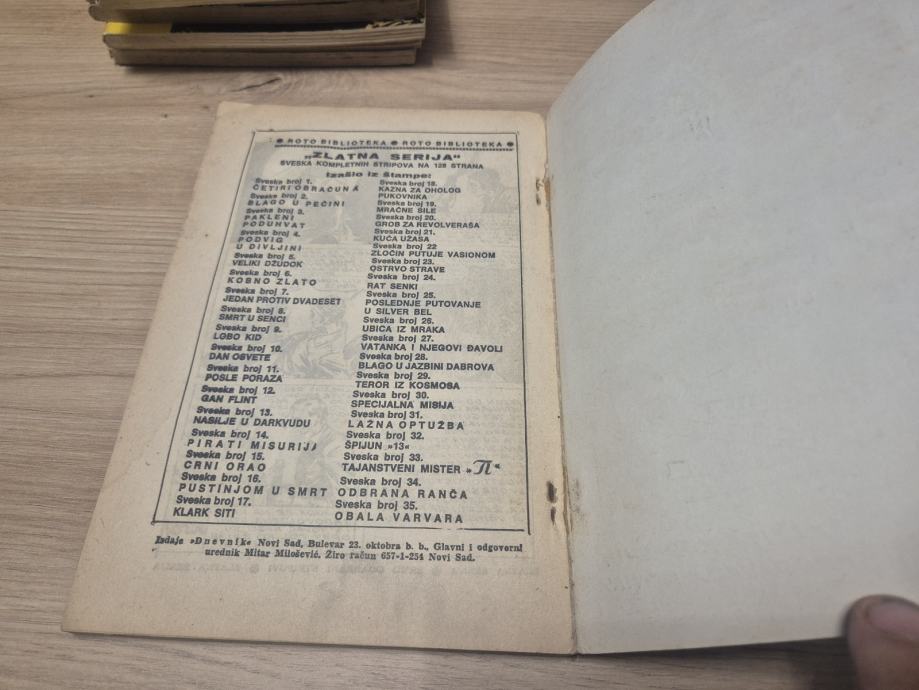 ● ROTO BIBLIOTEKA ● ROTO BIBLIOTEKA ●
„ZLATNA SERIJA“
SVESKA KOMPLETNIH STRIPOVA NA 128 STRANA
Izašlo iz štampe:
Sveska broj 1.
ČETIRI OBRAČUNA
Sveska broj 2.
BLAGO U PEĆINI
Sveska broj 3.
PAKLENI
PODUHVAT
Sveska broj 4.
PODVIG
U DIVLJINI
Sveska broj 5.
VELIKI DŽUDOK
Sveska broj 6.
KOBNO ZLATO
Sveska broj 7.
JEDAN PROTIV DVADESET
Sveska broj 8.
SMRT U SENCI
Sveska broj 9.
LOBO KID
Sveska broj 10.
DAN OSVETE
Sveska broj 11.
POSLE PORAZA
Sveska broj 12.
GAN FLINT
Sveska broj 13.
NASILJE U DARKVUDU
Sveska broj 14.
PIRATI MISURIJA
Sveska broj 15.
CRNI ORAO
Sveska broj 16.
PUSTINJOM U SMRT
Sveska broj 17.
KLARK SITI
Sveska broj 18.
KAZNA ZA OHOLOG
PUKOVNIKA
Sveska broj 19.
MRAČNE SILE
Sveska broj 20.
GROB ZA REVOLVERAŠA
Sveska broj 21.
KUĆA UŽASA
Sveska broj 22
ZLOČIN PUTUJE VASIONOM
Sveska broj 23.
OSTRVO STRAVE
Sveska broj 24.
RAT SENKI
Sveska broj 25.
POSLEDNJE PUTOVANJE
U SILVER BEL
Sveska broj 26.
UBICA IZ MRAKA
Sveska broj 27.
VATANKA I NJEGOVI ĐAVOLI
Sveska broj 28.
BLAGO U JAZBINI DABROVA
Sveska broj 29.
TEROR IZ KOSMOSA
Sveska broj 30.
SPECIJALNA MISIJA
Sveska broj 31.
LAŽNA OPTUŽBA
Sveska broj 32.
ŠPIJUN »13«
Sveska broj 33.
TAJANSTVENI MISTER »П«
Sveska broj 34.
ODBRANA RANČA
Sveska broj 35.
OBALA VARVARA
Izdaje »Dnevnik« Novi Sad, Bulevar 23. oktobra b. b., Glavni i odgovorni
urednik Mitar Milošević. Žiro račun 657-1-254 Novi Sad.